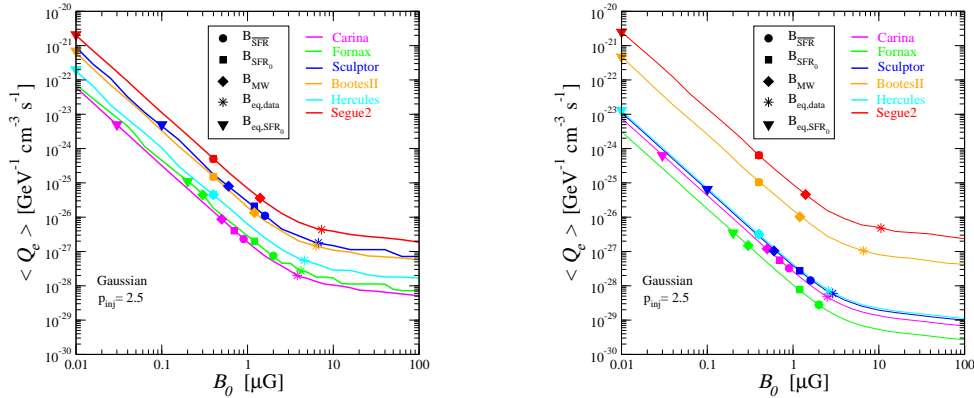 10^-20
10^-21
10^-22
10^-23
10^-24
10^-25
10^-26
10^-27
10^-28
10^-29
10^-30
< Q_e > [GeV^-1 cm^-3 s^-1]
B_SFR
B_SFR_0
B_MW
B_eq,data
B_eq,SFR_0
Carina
Fornax
Sculptor
BootesII
Hercules
Segue2
Gaussian
p_inj= 2.5
0.01 0.1 1 10 100
B_0 [μG]
10^-20
10^-21
10^-22
10^-23
10^-24
10^-25
10^-26
10^-27
10^-28
10^-29
10^-30
< Q_e > [GeV^-1 cm^-3 s^-1]
B_SFR
B_SFR_0
B_MW
B_eq,data
B_eq,SFR_0
Carina
Fornax
Sculptor
BootesII
Hercules
Segue2
Gaussian
p_inj= 2.5
0.01 0.1 1 10 100
B_0 [μG]